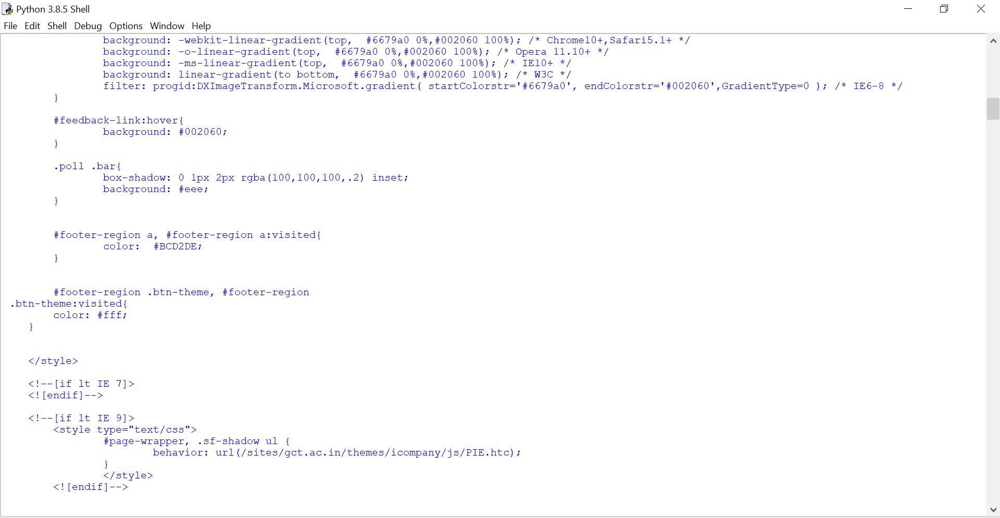 Python 3.8.5 Shell
File Edit Shell Debug Options Window Help
background: -webkit-linear-gradient(top,  #6679a0 0%,#002060 100%); /* Chrome10+,Safari5.1+ */
background: -o-linear-gradient(top,  #6679a0 0%,#002060 100%); /* Opera 11.10+ */
background: -ms-linear-gradient(top,  #6679a0 0%,#002060 100%); /* IE10+ */
background: linear-gradient(to bottom,  #6679a0 0%,#002060 100%); /* W3C */
filter: progid:DXImageTransform.Microsoft.gradient( startColorstr='#6679a0', endColorstr='#002060',GradientType=0 ); /* IE6-8 */
}
#feedback-link:hover{
background: #002060;
}
.poll .bar{
box-shadow: 0 1px 2px rgba(100,100,100,.2) inset;
background: #eee;
}
#footer-region a, #footer-region a:visited{
color:  #BCD2DE;
}
#footer-region .btn-theme, #footer-region
.btn-theme:visited{
color: #fff;
}
</style>
<!--[if lt IE 7]>
<![endif]-->
<!--[if lt IE 9]>
<style type="text/css">
#page-wrapper, .sf-shadow ul {
behavior: url(/sites/gct.ac.in/themes/icompany/js/PIE.htc);
}
</style>
<![endif]-->